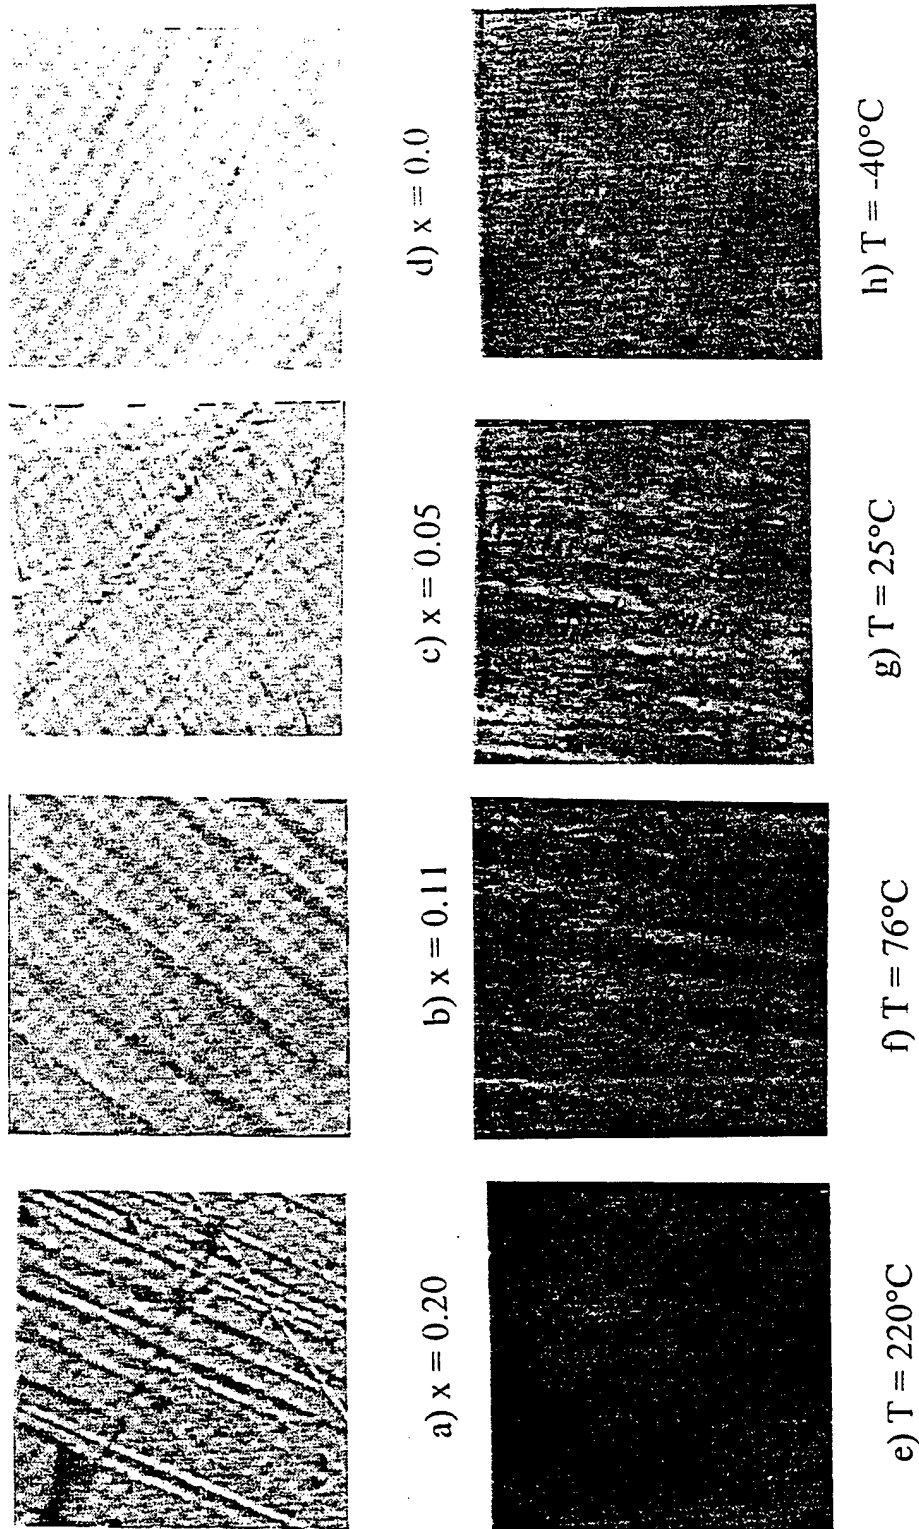 a) x = 0.20
b) x = 0.11
c) x = 0.05
d) x = 0.0
e) T = 220°C
f) T = 76°C
g) T = 25°C
h) T = -40°C